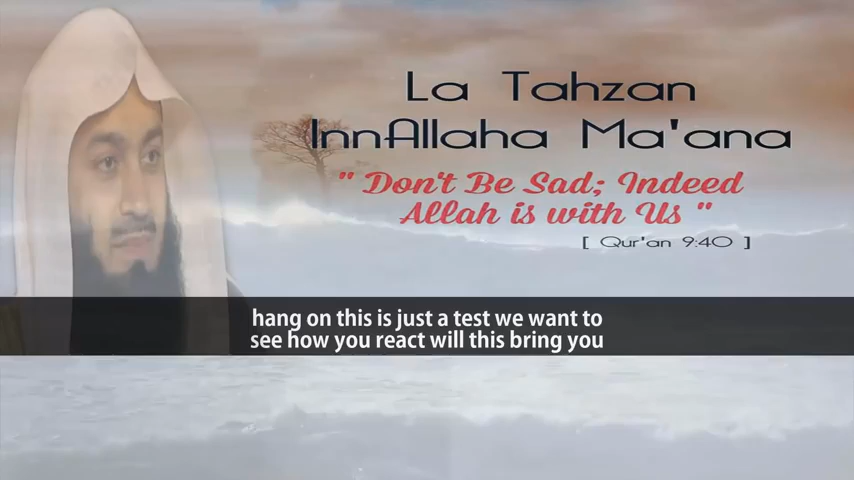 La Tahzan
InnAllaha Ma'ana
" Don't Be Sad; Indeed
Allah is with Us "
[ Qur'an 9:40 ]
hang on this is just a test we want to
see how you react will this bring you